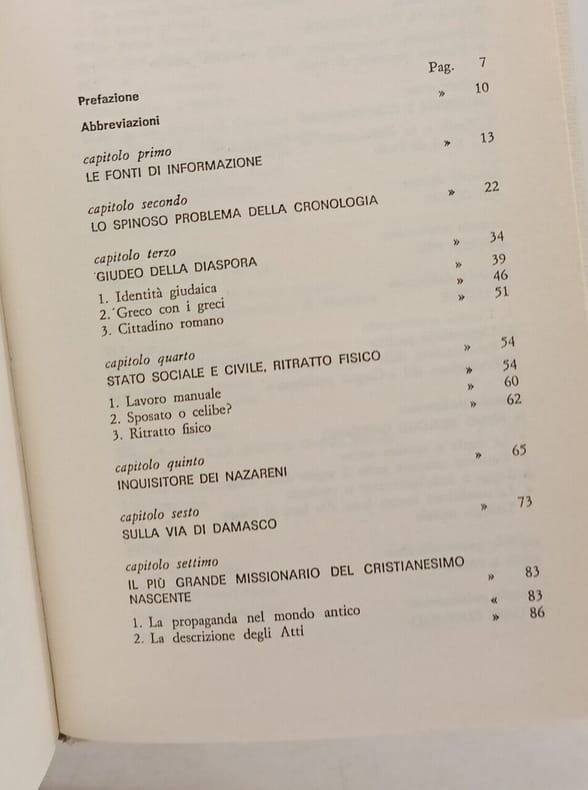 Pag. 7
Prefazione » 10
Abbreviazioni
capitolo primo » 13
LE FONTI DI INFORMAZIONE
capitolo secondo » 22
LO SPINOSO PROBLEMA DELLA CRONOLOGIA
capitolo terzo » 34
GIUDEO DELLA DIASPORA
1. Identità giudaica » 39
2. Greco con i greci » 46
3. Cittadino romano » 51
capitolo quarto » 54
STATO SOCIALE E CIVILE, RITRATTO FISICO
1. Lavoro manuale » 54
2. Sposato o celibe? » 60
3. Ritratto fisico » 62
capitolo quinto » 65
INQUISITORE DEI NAZARENI
capitolo sesto » 73
SULLA VIA DI DAMASCO
capitolo settimo
IL PIÙ GRANDE MISSIONARIO DEL CRISTIANESIMO
NASCENTE » 83
1. La propaganda nel mondo antico « 83
2. La descrizione degli Atti » 86